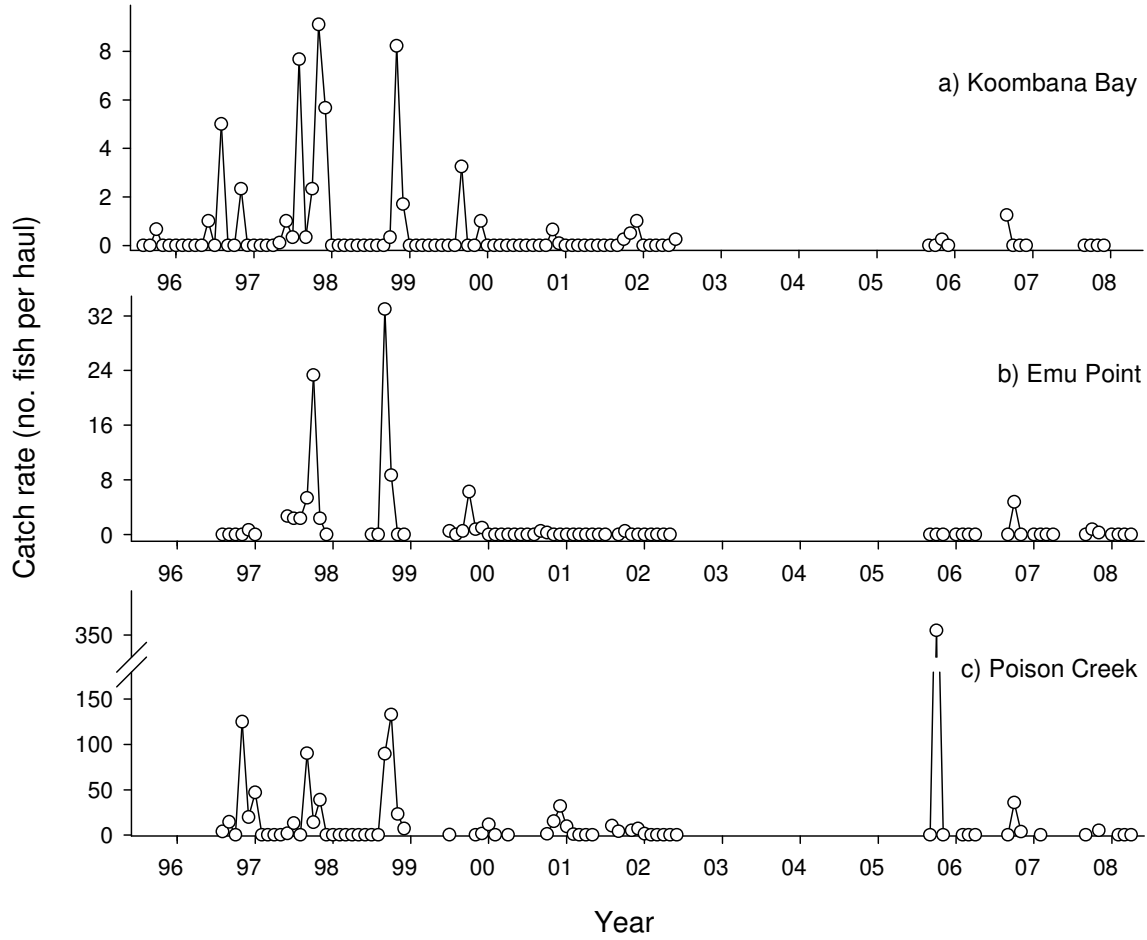 8
6
4
2
0
a) Koombana Bay
96 97 98 99 00 01 02 03 04 05 06 07 08
Catch rate (no. fish per haul)
32
24
16
8
0
b) Emu Point
96 97 98 99 00 01 02 03 04 05 06 07 08
350
150
100
50
0
c) Poison Creek
96 97 98 99 00 01 02 03 04 05 06 07 08
Year